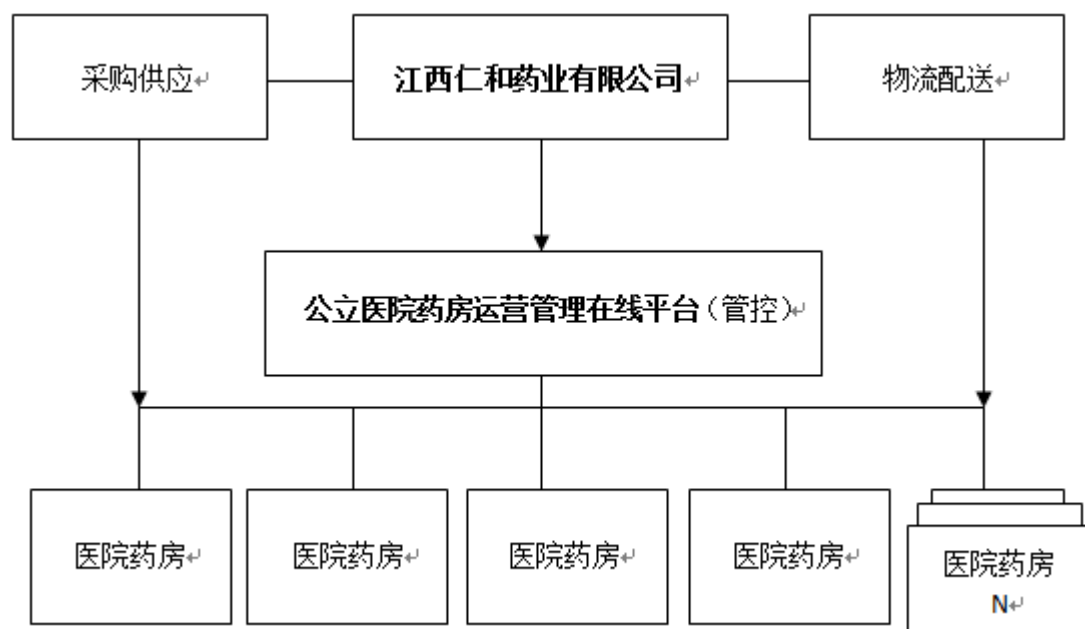 采购供应
江西仁和药业有限公司
物流配送
公立医院药房运营管理在线平台（管控）
医院药房
医院药房
医院药房
医院药房
医院药房
N